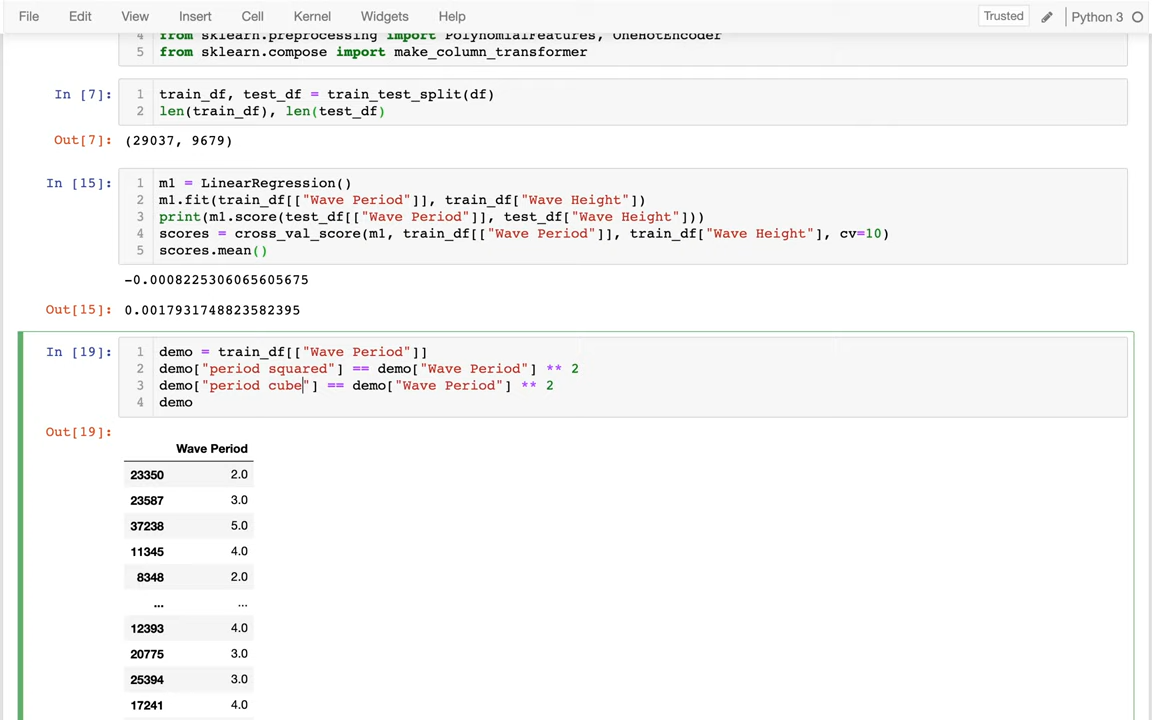 File Edit View Insert Cell Kernel Widgets Help Trusted Python 3
4 from sklearn.preprocessing import PolynomialFeatures, OneHotEncoder
5 from sklearn.compose import make_column_transformer
In [7]: 1 train_df, test_df = train_test_split(df)
2 len(train_df), len(test_df)
Out[7]: (29037, 9679)
In [15]: 1 m1 = LinearRegression()
2 m1.fit(train_df[["Wave Period"]], train_df["Wave Height"])
3 print(m1.score(test_df[["Wave Period"]], test_df["Wave Height"]))
4 scores = cross_val_score(m1, train_df[["Wave Period"]], train_df["Wave Height"], cv=10)
5 scores.mean()
-0.0008225306065605675
Out[15]: 0.0017931748823582395
In [19]: 1 demo = train_df[["Wave Period"]]
2 demo["period squared"] == demo["Wave Period"] ** 2
3 demo["period cube"] == demo["Wave Period"] ** 2
4 demo
Out[19]:
Wave Period
23350 2.0
23587 3.0
37238 5.0
11345 4.0
8348 2.0
... ...
12393 4.0
20775 3.0
25394 3.0
17241 4.0